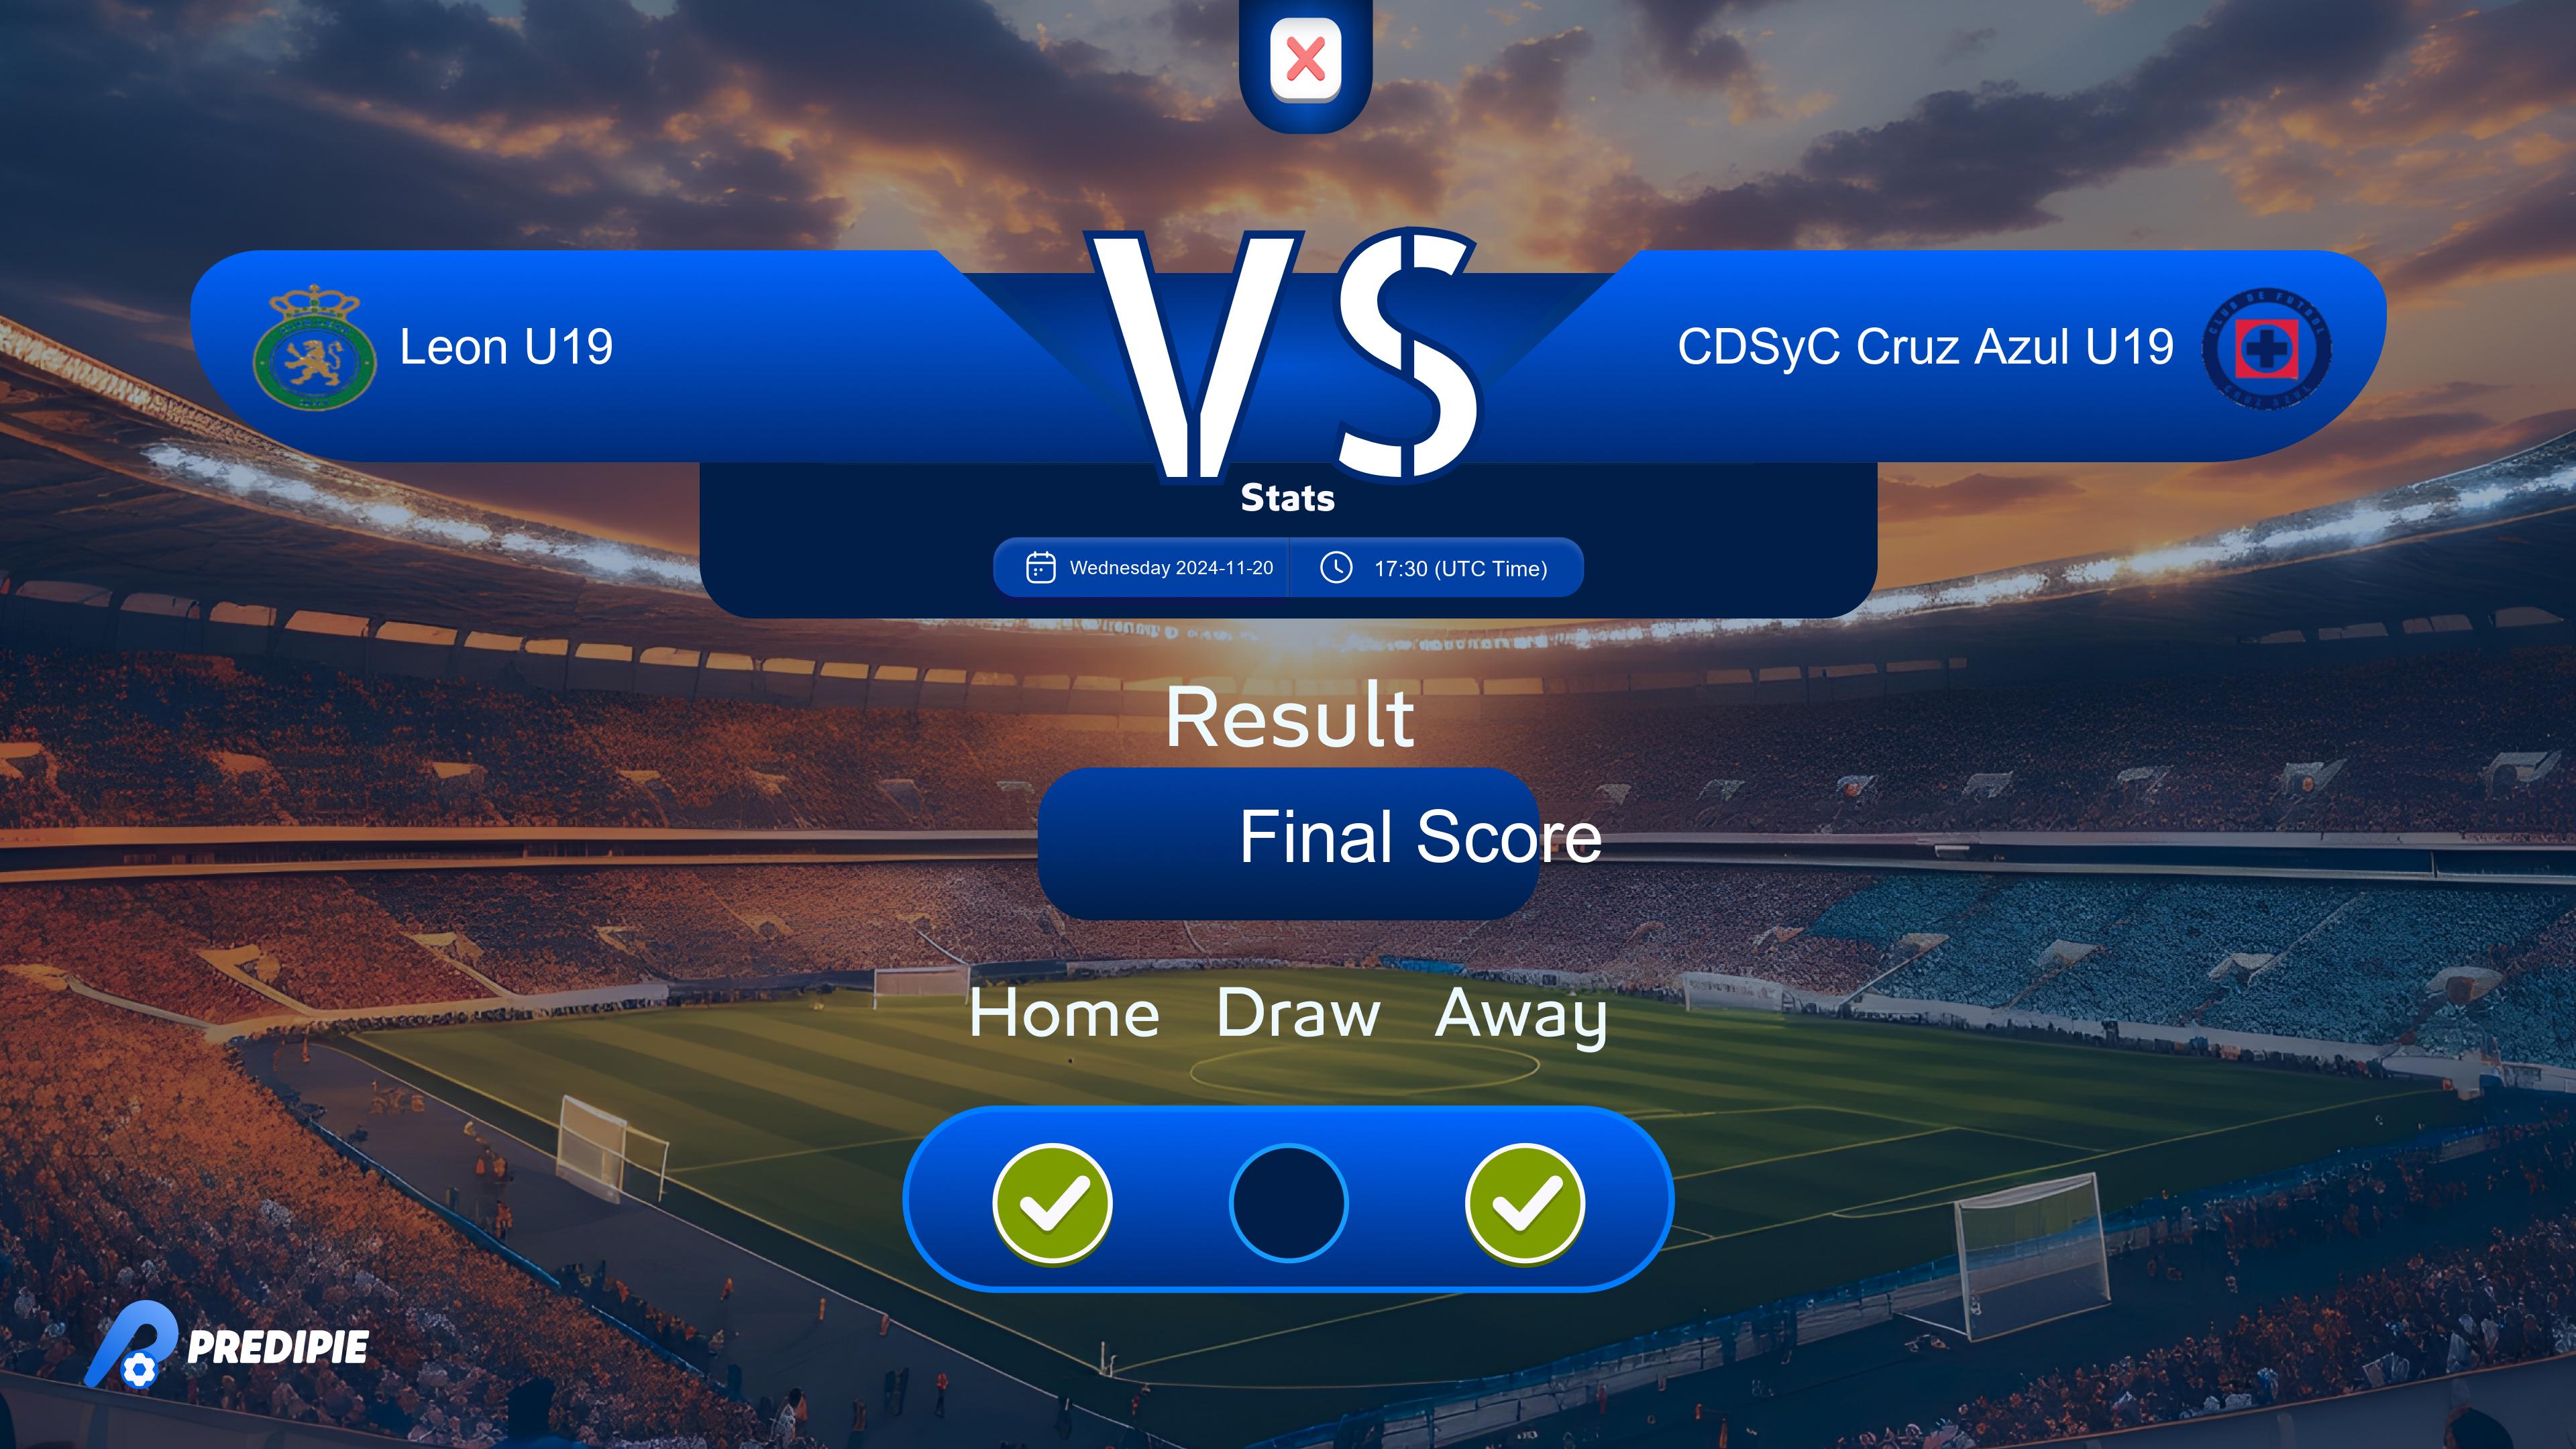 VS
Leon U19
CDSyC Cruz Azul U19
Stats
Wednesday 2024-11-20
17:30 (UTC Time)
Result
Final Score
Home Draw Away
PREDIPIE